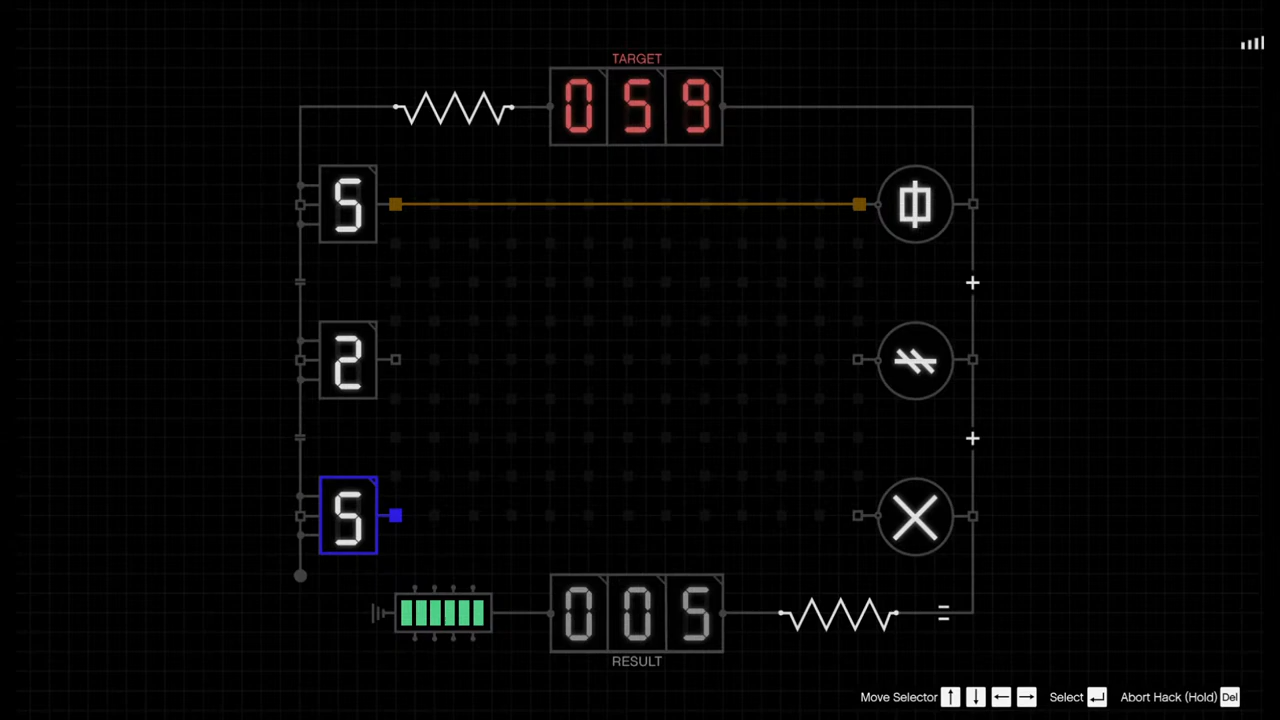 TARGET
059
5
2
+
5
+
005
=
RESULT
Move Selector ↑ ↓ ← → Select ↵ Abort Hack (Hold) Del